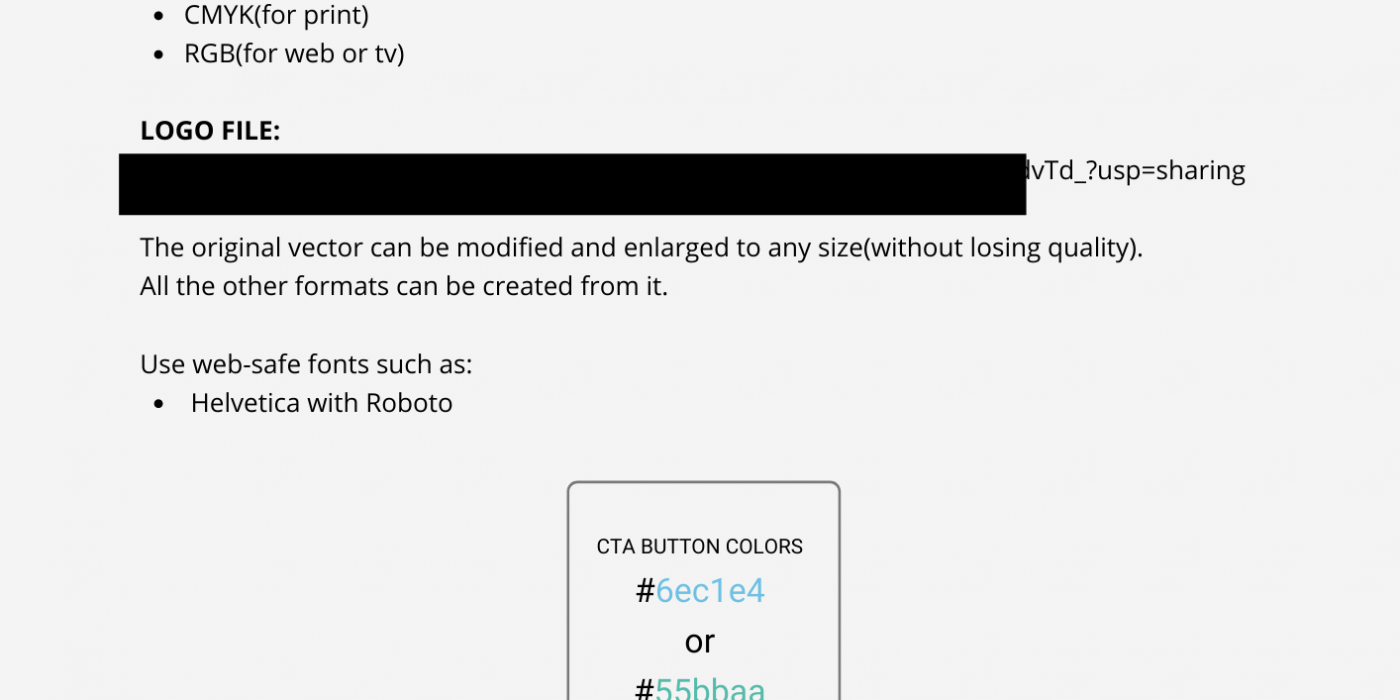 • CMYK(for print)
• RGB(for web or tv)
LOGO FILE:
vTd_?usp=sharing
The original vector can be modified and enlarged to any size(without losing quality).
All the other formats can be created from it.
Use web-safe fonts such as:
• Helvetica with Roboto
CTA BUTTON COLORS
#6ec1e4
or
#55bbaa